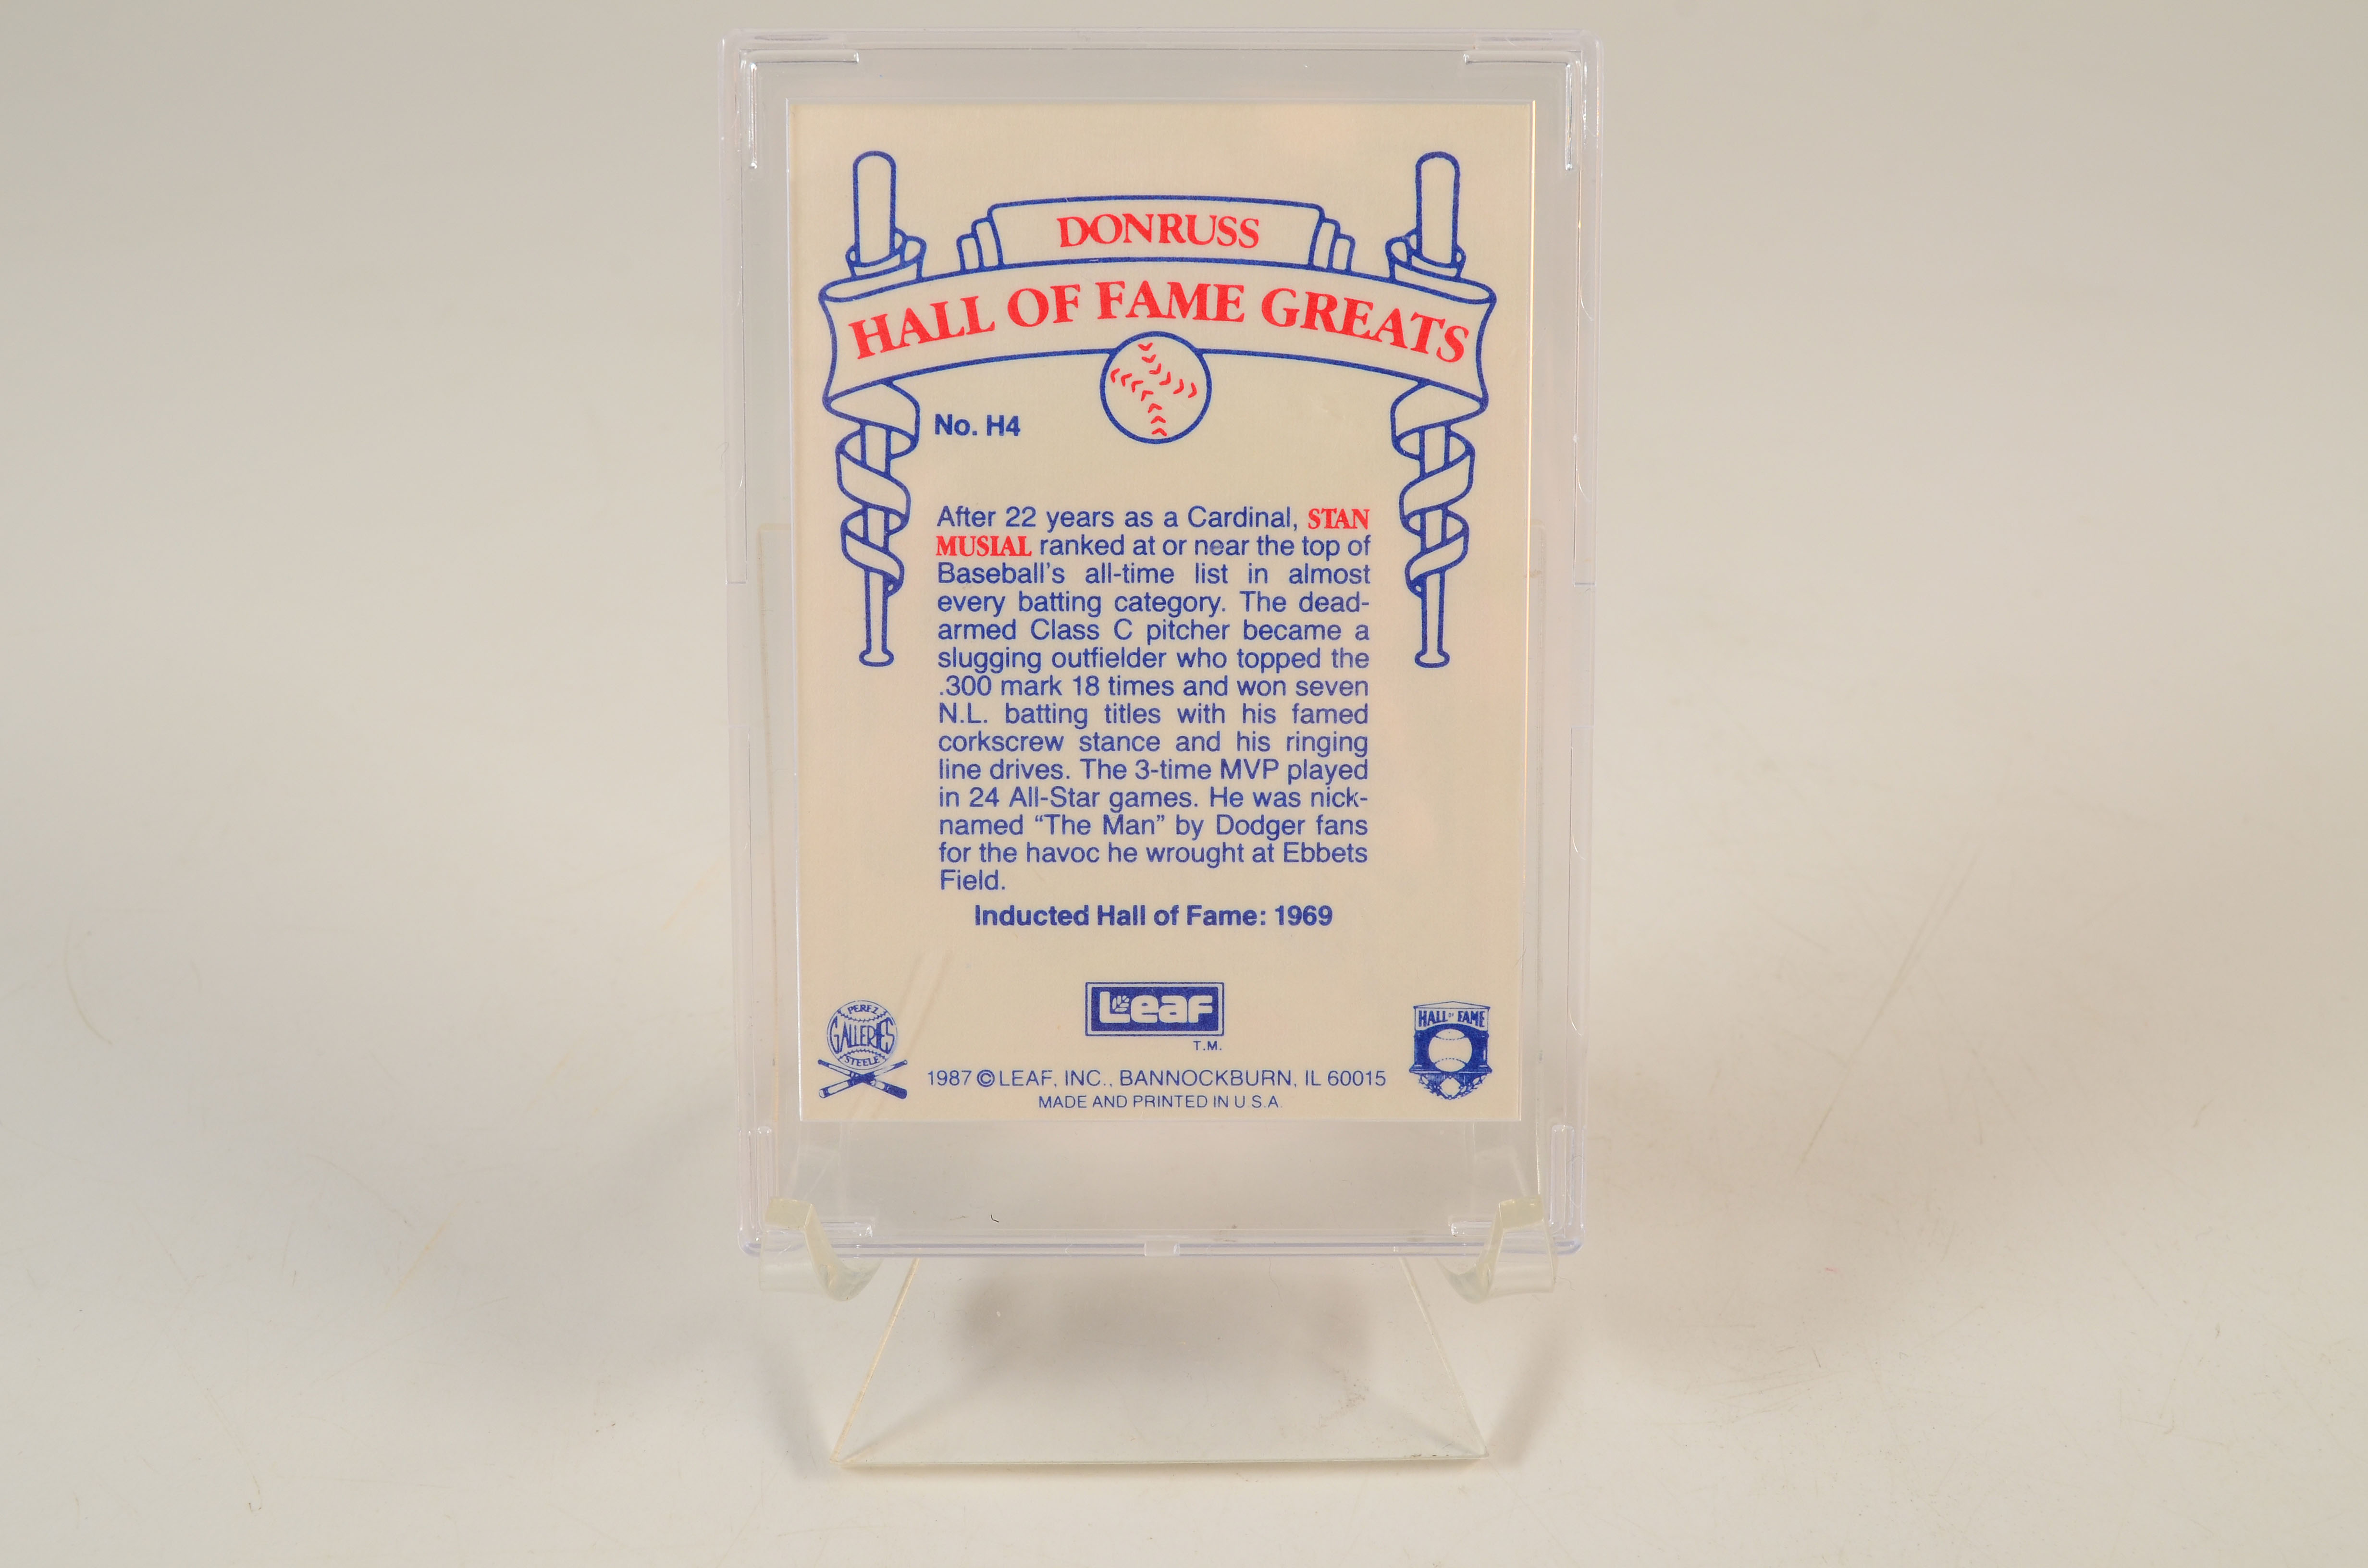 DONRUSS
HALL OF FAME GREATS
No. H4
After 22 years as a Cardinal, STAN
MUSIAL ranked at or near the top of
Baseball's all-time list in almost
every batting category. The dead-
armed Class C pitcher became a
slugging outfielder who topped the
.300 mark 18 times and won seven
N.L. batting titles with his famed
corkscrew stance and his ringing
line drives. The 3-time MVP played
in 24 All-Star games. He was nick-
named “The Man” by Dodger fans
for the havoc he wrought at Ebbets
Field.
Inducted Hall of Fame: 1969
Leaf
T.M.
PEREZ
GALLERIES
STEELE
HALL OF FAME
1987 © LEAF, INC., BANNOCKBURN, IL 60015
MADE AND PRINTED IN U.S.A.